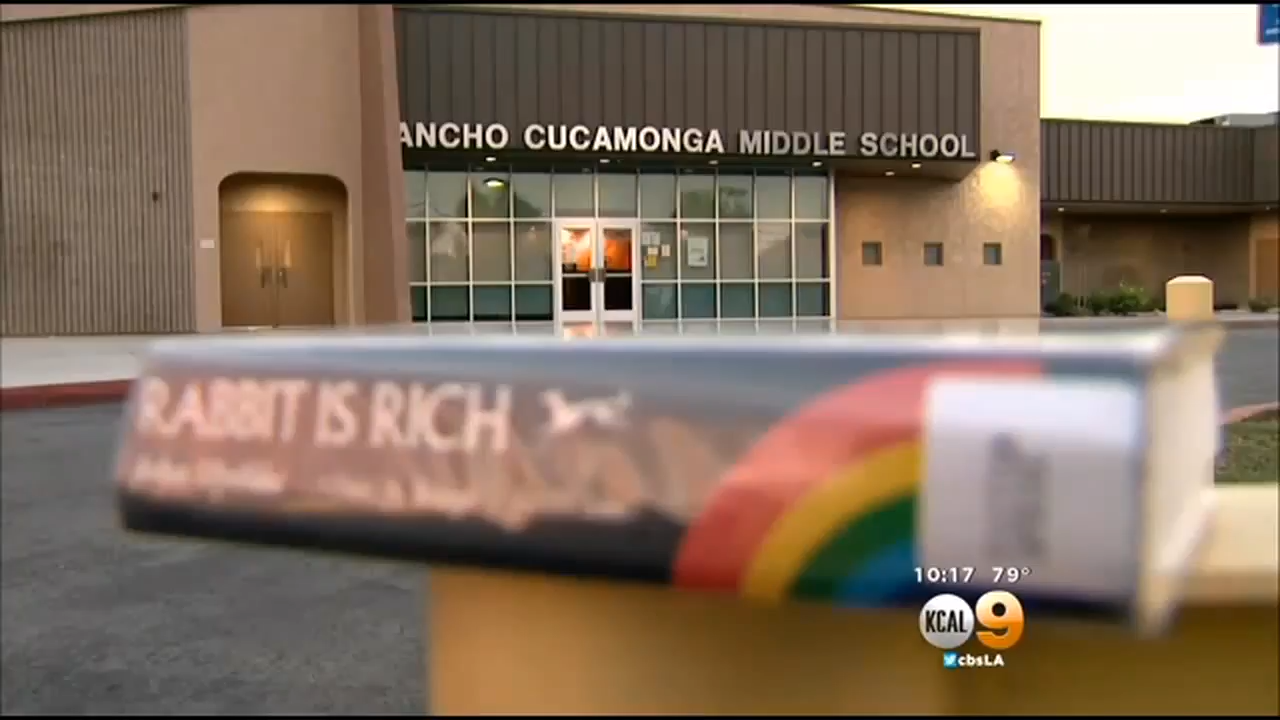 ANCHO CUCAMONGA MIDDLE SCHOOL
RABBIT IS RICH
10:17 79°
KCAL 9
cbsLA